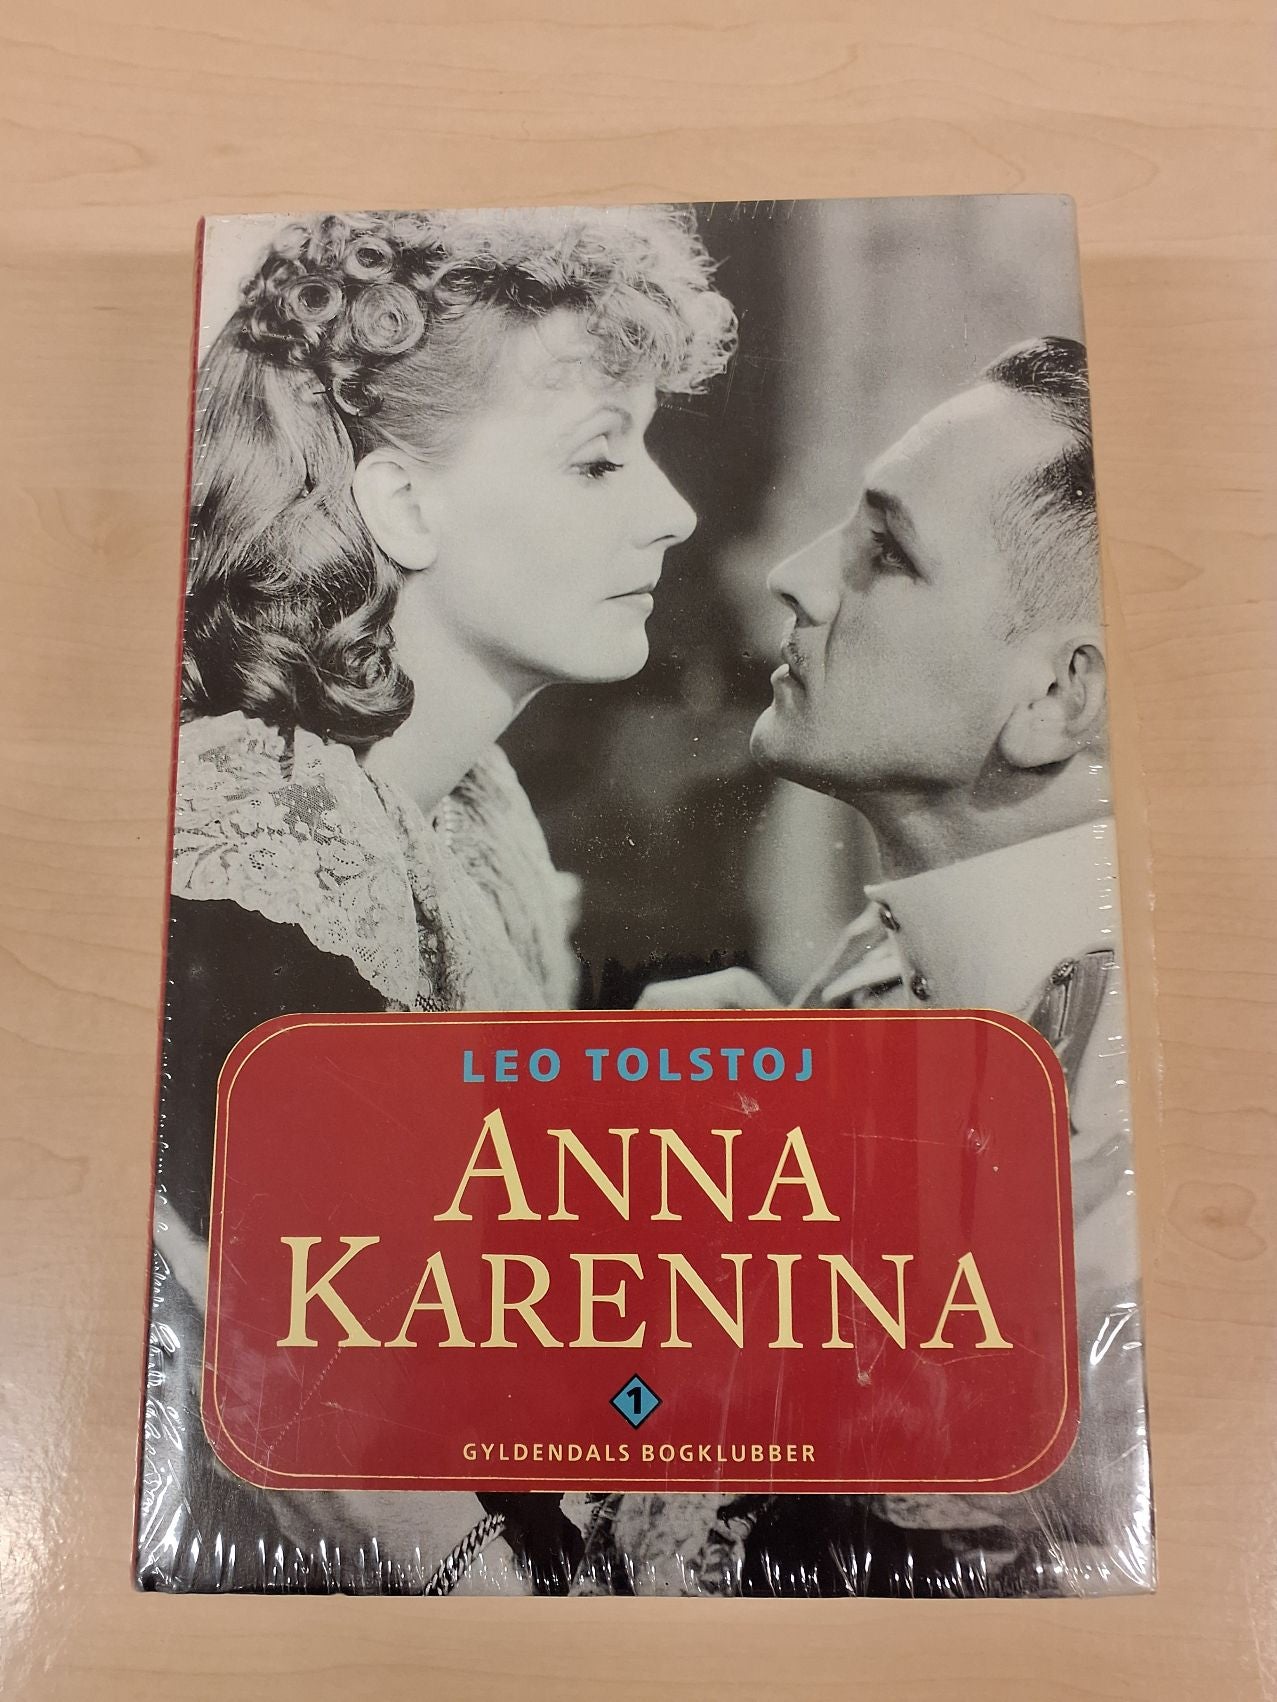 LEO TOLSTOJ
ANNA
KARENINA
1
GYLDENDALS BOGKLUBBER